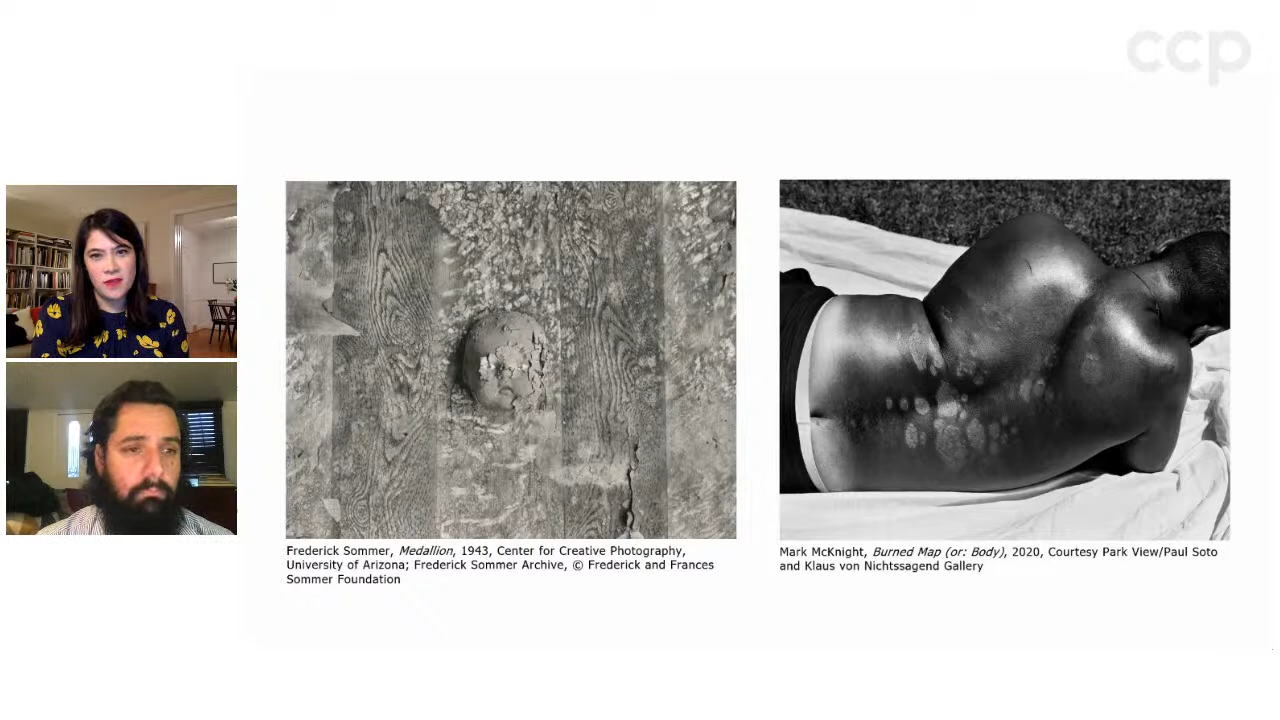 ccp
Frederick Sommer, Medallion, 1943, Center for Creative Photography,
University of Arizona; Frederick Sommer Archive, © Frederick and Frances
Sommer Foundation
Mark McKnight, Burned Map (or: Body), 2020, Courtesy Park View/Paul Soto
and Klaus von Nichtssagend Gallery